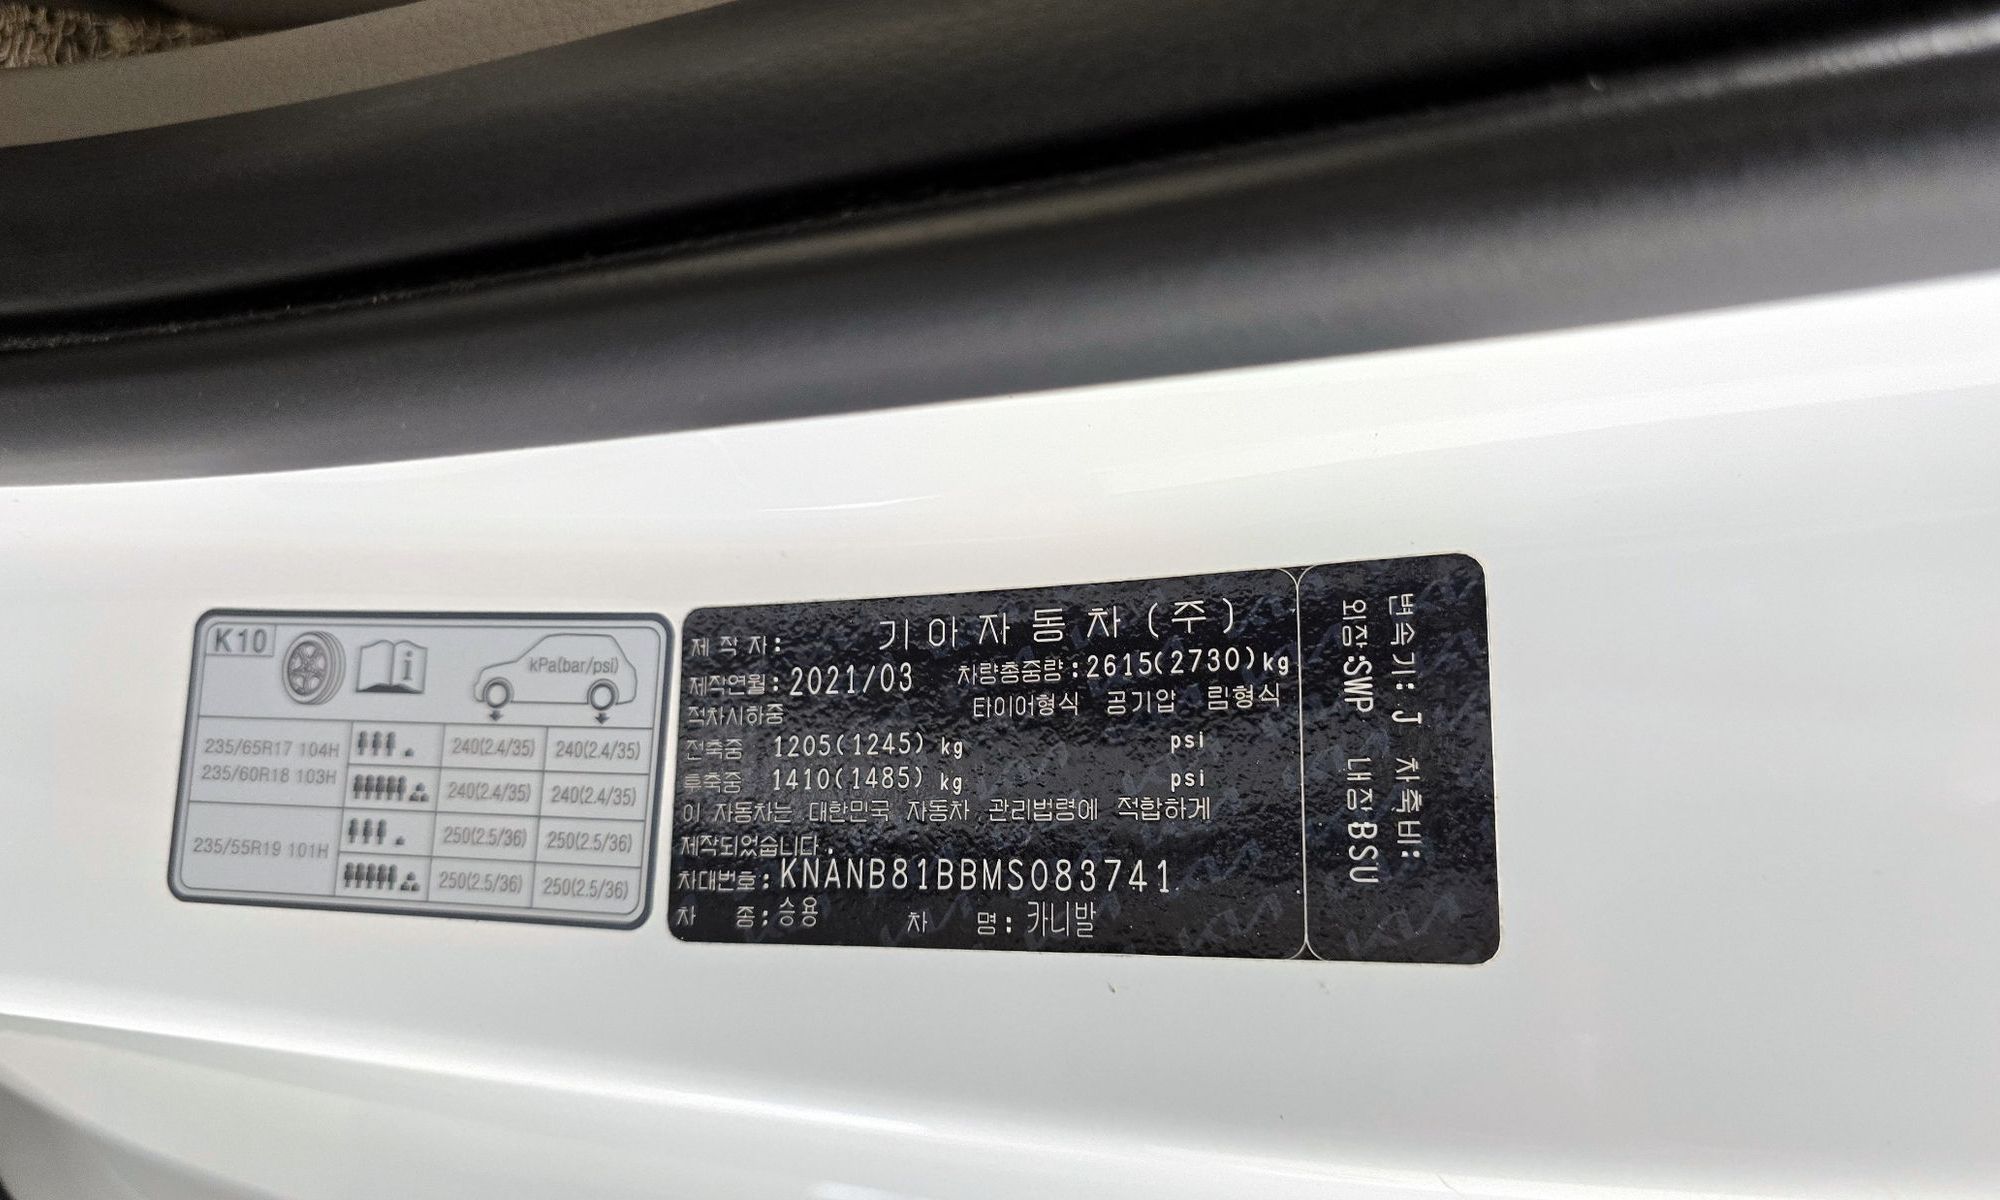 K10
kPa(bar/psi)
235/65R17 104H 240(2.4/35) 240(2.4/35)
235/60R18 103H 240(2.4/35) 240(2.4/35)
235/55R19 101H 250(2.5/36) 250(2.5/36)
250(2.5/36) 250(2.5/36)
제 작 자: 기아자동차(주)
제작연월: 2021/03 차량총중량:2615(2730)kg
적차시하중 타이어형식 공기압 림형식
전축중 1205(1245) kg psi
후축중 1410(1485) kg psi
이 자동차는 대한민국 자동차 관리법령에 적합하게
제작되었습니다.
차대번호: KNANB81BBMS083741
차 종:승용 차 명: 카니발
변속기: J 차축비:
외장:SWP 내장:BSU